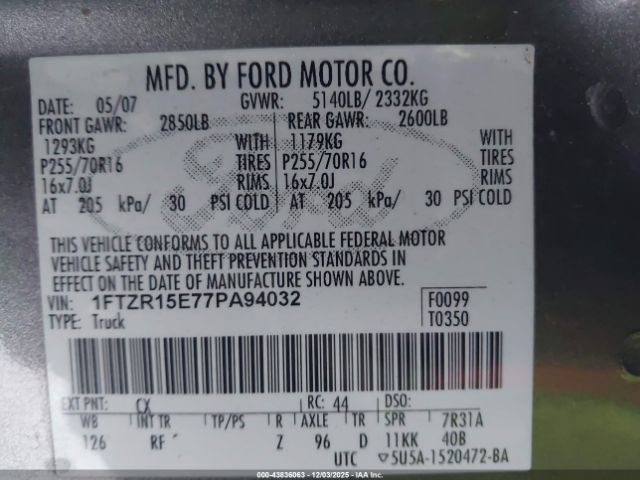 MFD. BY FORD MOTOR CO.
DATE: 05/07 GVWR: 5140LB/ 2332KG
FRONT GAWR: 2850LB REAR GAWR: 2600LB
1293KG WITH 1179KG WITH
P255/70R16 TIRES P255/70R16 TIRES
16x7.0J RIMS 16x7.0J RIMS
AT 205 kPa/ 30 PSI COLD AT 205 kPa/ 30 PSI COLD
THIS VEHICLE CONFORMS TO ALL APPLICABLE FEDERAL MOTOR
VEHICLE SAFETY AND THEFT PREVENTION STANDARDS IN
EFFECT ON THE DATE OF MANUFACTURE SHOWN ABOVE.
VIN: 1FTZR15E77PA94032 F0099
TYPE: Truck T0350
EXT PNT: CX RC: 44 DSO:
WB INT TR TP/PS R AXLE TR SPR 7R31A
126 RF Z 96 D 11KK 40B
UTC ▽5U5A-1520472-BA
Ford
00-43836063 - 12/03/2025 - IAAI.com